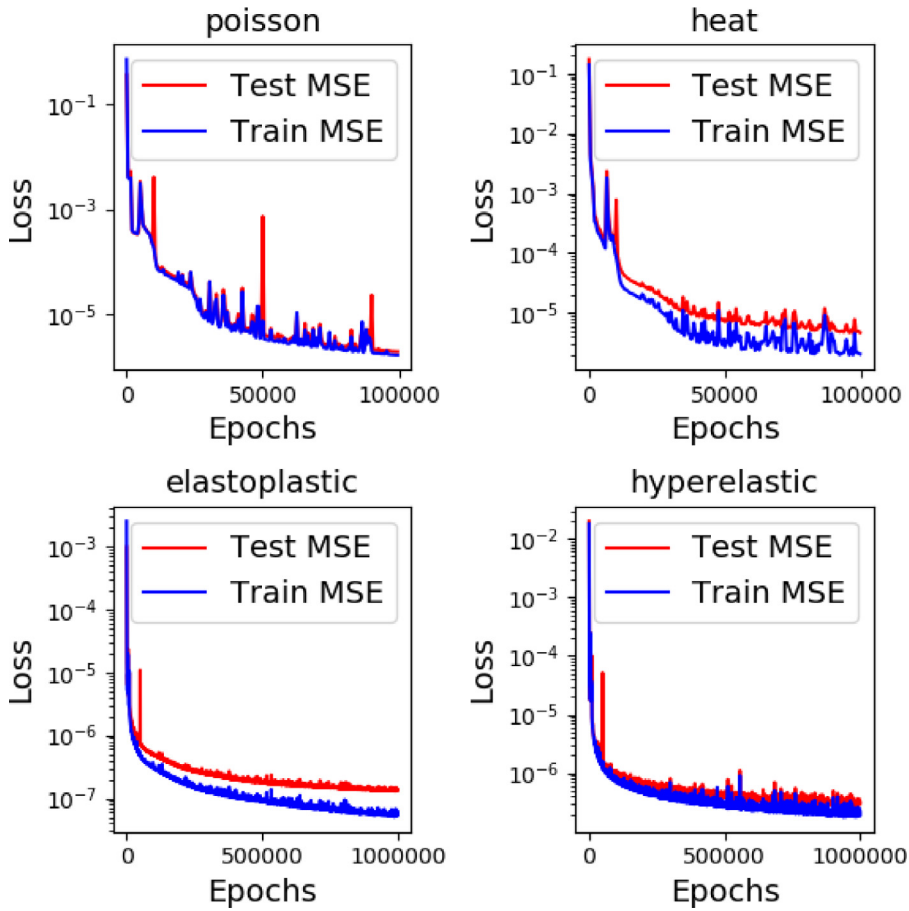 poisson
heat
Test MSE
Train MSE
Test MSE
Train MSE
10⁻¹
10⁻³
10⁻⁵
10⁻¹
10⁻²
10⁻³
10⁻⁴
10⁻⁵
Loss
Loss
0 50000 100000
0 50000 100000
Epochs
Epochs
elastoplastic
hyperelastic
Test MSE
Train MSE
Test MSE
Train MSE
10⁻³
10⁻⁴
10⁻⁵
10⁻⁶
10⁻⁷
10⁻²
10⁻³
10⁻⁴
10⁻⁵
10⁻⁶
Loss
Loss
0 500000 1000000
0 500000 1000000
Epochs
Epochs